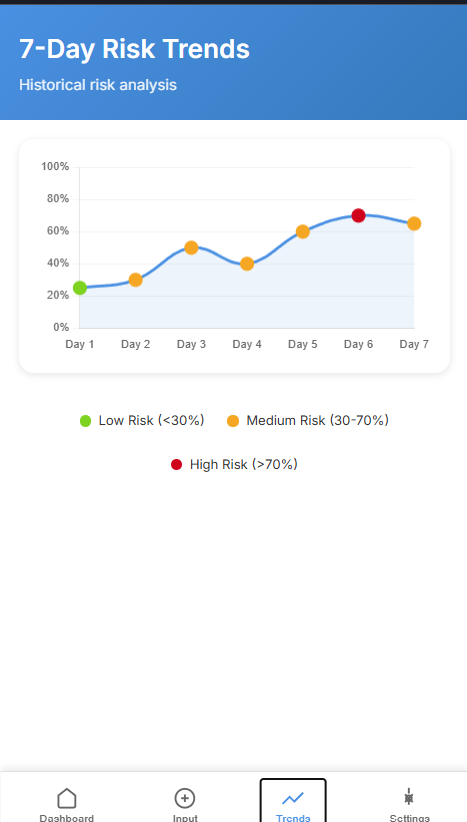 7-Day Risk Trends
Historical risk analysis
100%
80%
60%
40%
20%
0%
Day 1 Day 2 Day 3 Day 4 Day 5 Day 6 Day 7
Low Risk (<30%) Medium Risk (30-70%)
High Risk (>70%)
Dashboard Input Trends Settings